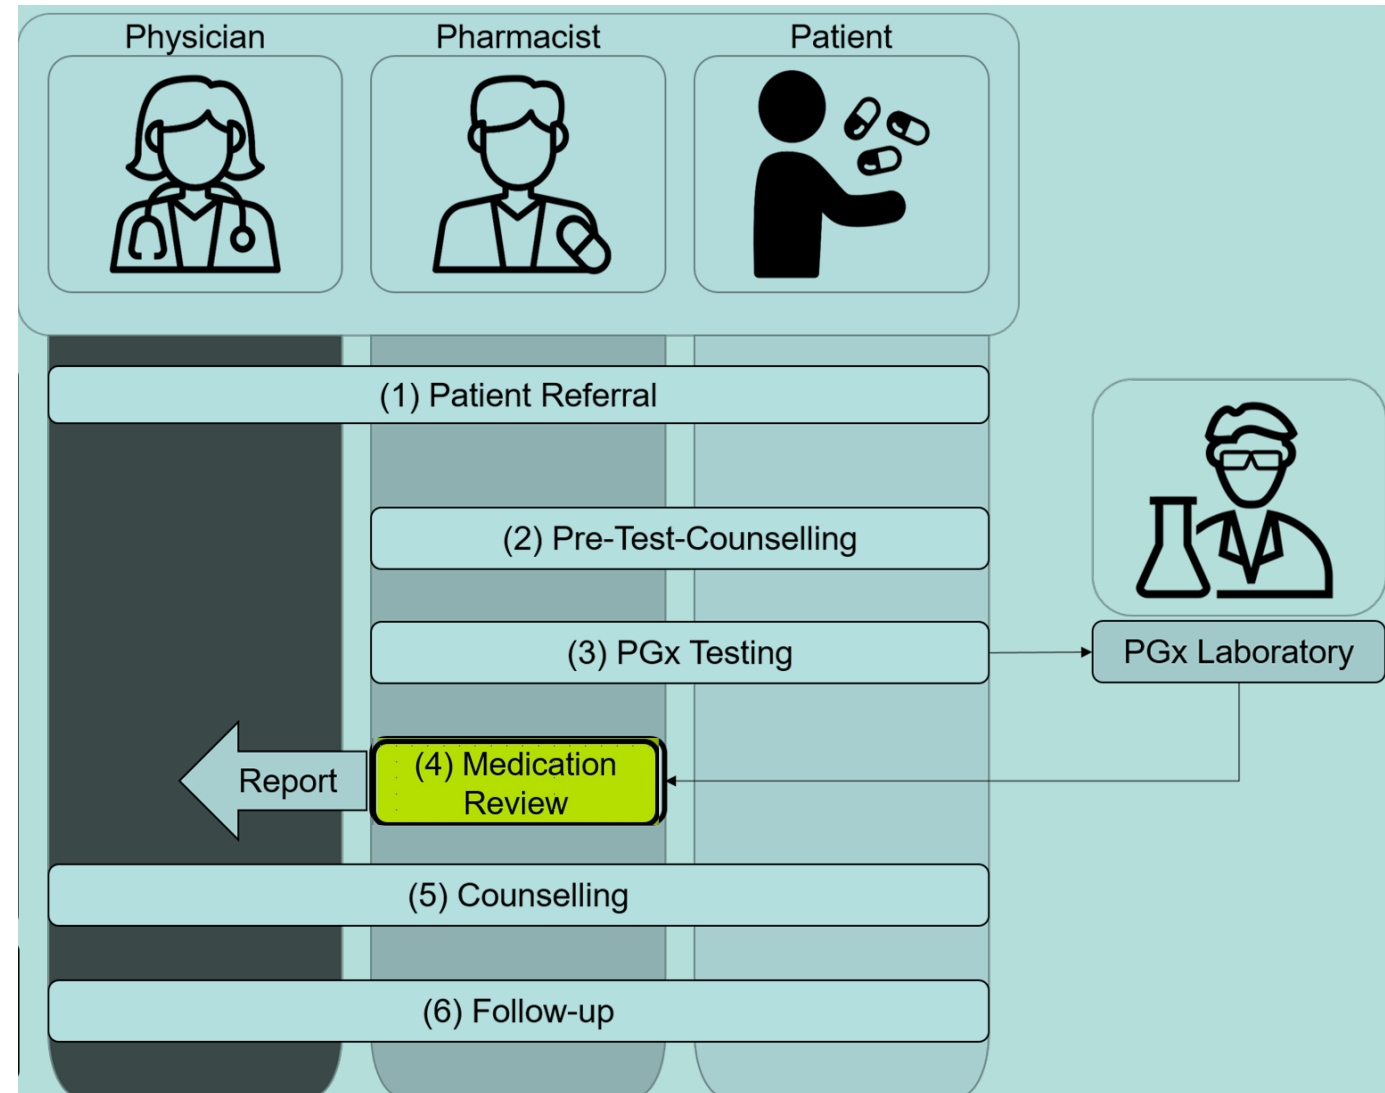 Physician
Pharmacist
Patient
(1) Patient Referral
(2) Pre-Test-Counselling
(3) PGx Testing
PGx Laboratory
(4) Medication
Review
Report
(5) Counselling
(6) Follow-up